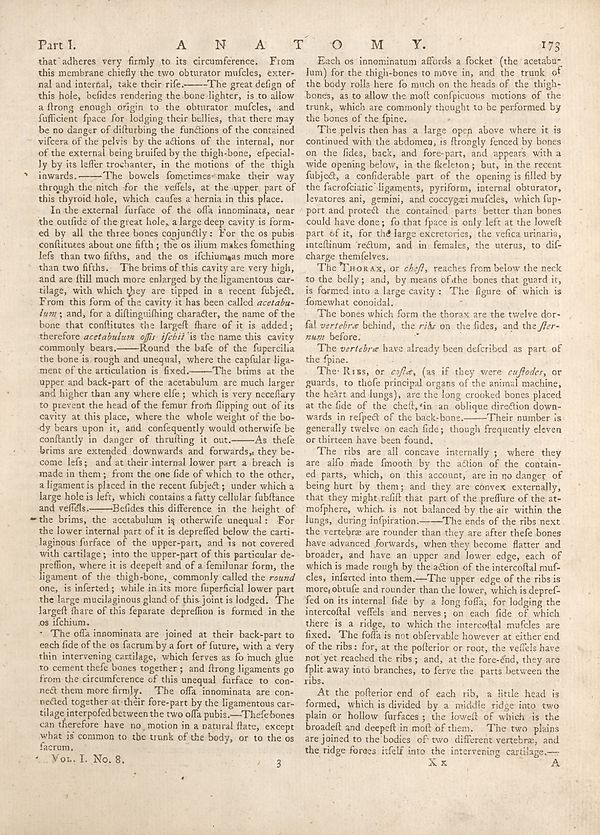 Part I. A N A T O M Y. 173
that adheres very firmly to its circumference. From
this membrane chiefly the two obturator muſcles, exter-
nal and internal, take their riſe.——The great deſign of
this hole, beſides rendering the bone lighter, is to allow
a ſtrong enough origin to the obturator muſcles, and
ſufficient ſpace for lodging their bellies, that there may
be no danger of diſturbing the functions of the contained
viſcera of the pelvis by the actions of the internal, nor
of the external being bruiſed by the thigh-bone, eſpecial-
ly by its leſſer trochanter, in the motions of the thigh
inwards.——The bowels ſometimes make their way
through the nitch for the veſſels, at the upper part of
this thyroid hole, which cauſes a hernia in this place.
In the external ſurface of the oſſa innominata, near
the outſide of the great hole, a large deep cavity is form-
ed by all the three bones conjunctly: For the os pubis
conſtitutes about one fifth; the os ilium makes ſomething
leſs than two fifths, and the os iſchium as much more
than two fifths. The brims of this cavity are very high,
and are ſtill much more enlarged by the ligamentous car-
tilage, with which they are tipped in a recent ſubject.
From this form of the cavity it has been called acetabu-
lum; and, for a diſtinguiſhing character, the name of the
bone that conſtitutes the largeſt ſhare of it is added;
therefore acetabulum oſſis iſchii is the name this cavity
commonly bears.——Round the baſe of the ſupercilia
the bone is rough and unequal, where the capſular liga-
ment of the articulation is fixed.——The brims at the
upper and back-part of the acetabulum are much larger
and higher than any where elſe; which is very neceſſary
to prevent the head of the femur from ſlipping out of its
cavity at this place, where the whole weight of the bo-
dy bears upon it, and conſequently would otherwiſe be
conſtantly in danger of thruſting it out.——As theſe
brims are extended downwards and forwards, they be-
come leſs; and at their internal lower part a breach is
made in them; from the one ſide of which to the other,
a ligament is placed in the recent ſubject; under which a
large hole is left, which contains a fatty cellular ſubſtance
and veſſels.——Beſides this difference in the height of
the brims, the acetabulum is otherwiſe unequal: For
the lower internal part of it is depreſſed below the carti-
laginous ſurface of the upper-part, and is not covered
with cartilage; into the upper-part of this particular de-
preſſion, where it is deepeſt and of a ſemilunar form, the
ligament of the thigh-bone, commonly called the round
one, is inſerted; while in its more ſuperficial lower part
the large mucilaginous gland of this joint is lodged. The
largeſt ſhare of this ſeparate depreſſion is formed in the
os iſchium.
The oſſa innominata are joined at their back-part to
each ſide of the os ſacrum by a ſort of ſuture, with a very
thin intervening cartilage, which ſerves as ſo much glue
to cement theſe bones together; and ſtrong ligaments go
from the circumference of this unequal ſurface to con-
nect them more firmly. The oſſa innominata are con-
nected together at their fore-part by the ligamentous car-
tilage interpoſed between the two oſſa pubis.—Theſe bones
can therefore have no motion in a natural ſtate, except
what is common to the trunk of the body, or to the os
ſacrum.
Vol. I. No. 8. 3
Each os innominatum affords a ſocket (the acetabu-
lum) for the thigh-bones to move in, and the trunk of
the body rolls here ſo much on the heads of the thigh-
bones, as to allow the moſt conſpicuous motions of the
trunk, which are commonly thought to be performed by
the bones of the ſpine.
The pelvis then has a large open above where it is
continued with the abdomen, is ſtrongly fenced by bones
on the ſides, back, and fore-part, and appears with a
wide opening below, in the ſkeleton; but, in the recent
ſubject, a conſiderable part of the opening is filled by
the ſacroſciatic ligaments, pyriform, internal obturator,
levatores ani, gemini, and coccygæi muſcles, which ſup-
port and protect the contained parts better than bones
could have done; ſo that ſpace is only left at the loweſt
part of it, for the large excretories, the veſica urinaria,
inteſtinum rectum, and in females, the uterus, to diſ-
charge themſelves.
The THORAX, or cheſt, reaches from below the neck
to the belly; and, by means of the bones that guard it,
is formed into a large cavity: The figure of which is
ſomewhat conoidal.
The bones which form the thorax are the twelve dor-
ſal vertebræ behind, the ribs on the ſides, and the ſter-
num before.
The vertebræ have already been deſcribed as part of
the ſpine.
The RIBS, or coſtæ, (as if they were cuſtodes, or
guards, to thoſe principal organs of the animal machine,
the heart and lungs), are the long crooked bones placed
at the ſide of the cheſt, in an oblique direction down-
wards in reſpect of the back-bone.——Their number is
generally twelve on each ſide; though frequently eleven
or thirteen have been found.
The ribs are all concave internally; where they
are alſo made ſmooth by the action of the contain-
ed parts, which, on this account, are in no danger of
being hurt by them; and they are convex externally,
that they might reſiſt that part of the preſſure of the at-
moſphere, which is not balanced by the air within the
lungs, during inſpiration.——The ends of the ribs next
the vertebræ are rounder than they are after theſe bones
have advanced forwards, when they become flatter and
broader, and have an upper and lower edge, each of
which is made rough by the action of the intercoſtal muſ-
cles, inſerted into them.—The upper edge of the ribs is
more obtuſe and rounder than the lower, which is depreſ-
ſed on its internal ſide by a long foſſa, for lodging the
intercoſtal veſſels and nerves; on each ſide of which
there is a ridge, to which the intercoſtal muſcles are
fixed. The foſſa is not obſervable however at either end
of the ribs: for, at the poſterior or root, the veſſels have
not yet reached the ribs; and, at the fore-end, they are
ſplit away into branches, to ſerve the parts between the
ribs.
At the poſterior end of each rib, a little head is
formed, which is divided by a middle ridge into two
plain or hollow ſurfaces; the loweſt of which is the
broadeſt and deepeſt in moſt of them. The two plains
are joined to the bodies of two different vertebræ, and
the ridge forces itſelf into the intervening cartilage.—
X x A